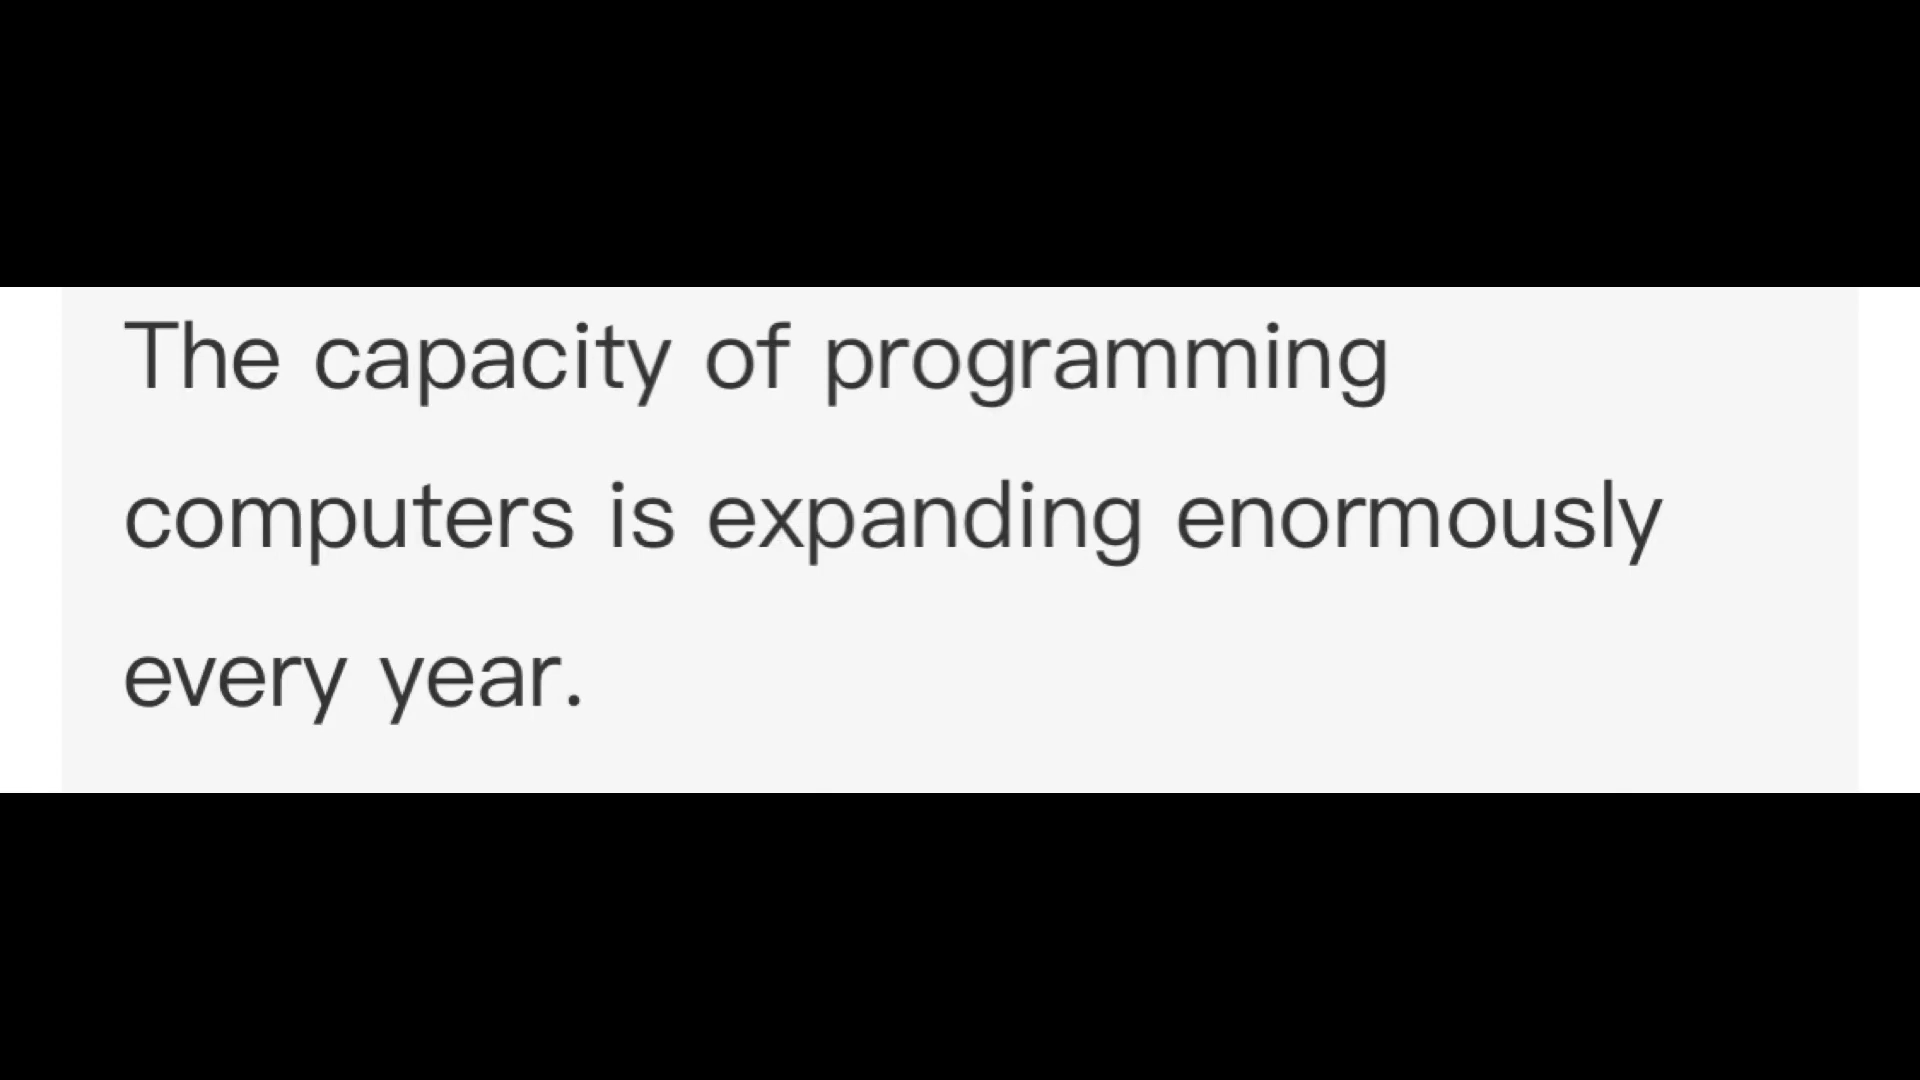 The capacity of programming
computers is expanding enormously
every year.